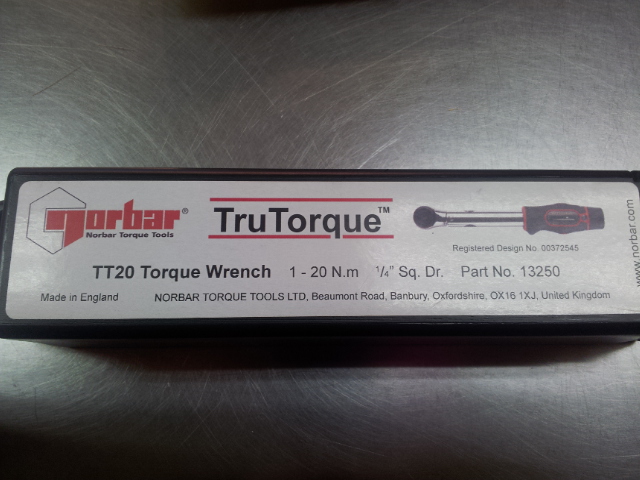 norbar®
Norbar Torque Tools
TruTorque™
Registered Design No. 00372545
TT20 Torque Wrench 1 - 20 N.m ¼" Sq. Dr. Part No. 13250
Made in England NORBAR TORQUE TOOLS LTD, Beaumont Road, Banbury, Oxfordshire, OX16 1XJ, United Kingdom
www.norbar.com